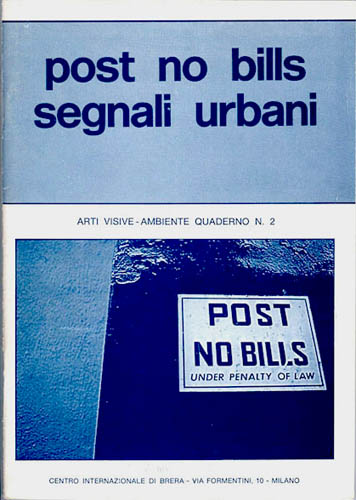 post no bills
segnali urbani
ARTI VISIVE - AMBIENTE QUADERNO N. 2
POST
NO BILLS
UNDER PENALTY OF LAW
CENTRO INTERNAZIONALE DI BRERA - VIA FORMENTINI, 10 - MILANO